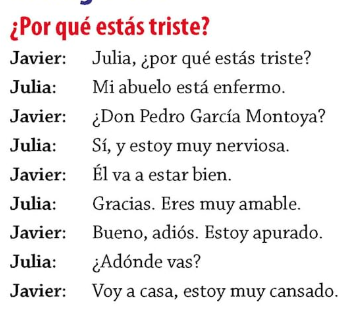 ¿Por qué estás triste?
Javier: Julia, ¿por qué estás triste?
Julia: Mi abuelo está enfermo.
Javier: ¿Don Pedro García Montoya?
Julia: Sí, y estoy muy nerviosa.
Javier: Él va a estar bien.
Julia: Gracias. Eres muy amable.
Javier: Bueno, adiós. Estoy apurado.
Julia: ¿Adónde vas?
Javier: Voy a casa, estoy muy cansado.